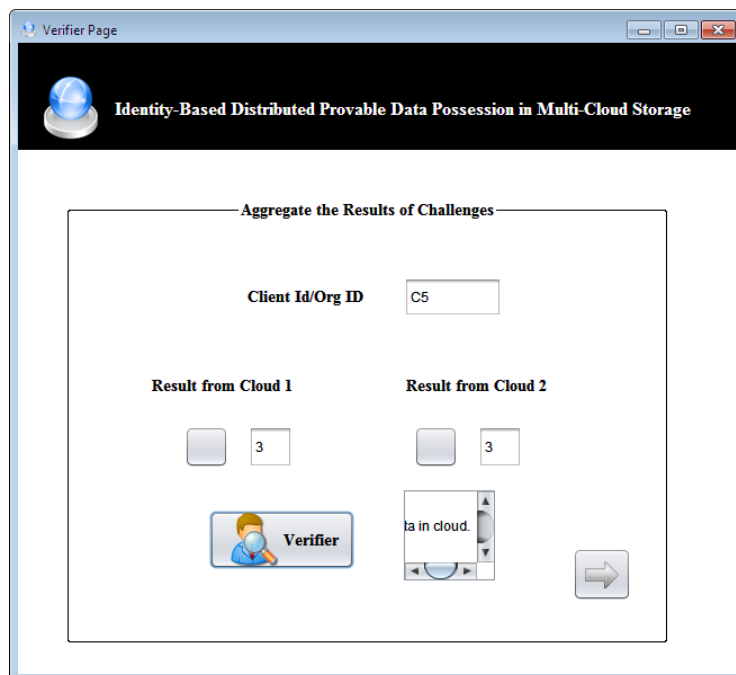 Verifier Page
Identity-Based Distributed Provable Data Possession in Multi-Cloud Storage
Aggregate the Results of Challenges
Client Id/Org ID C5
Result from Cloud 1 Result from Cloud 2
3 3
Verifier
ta in cloud.